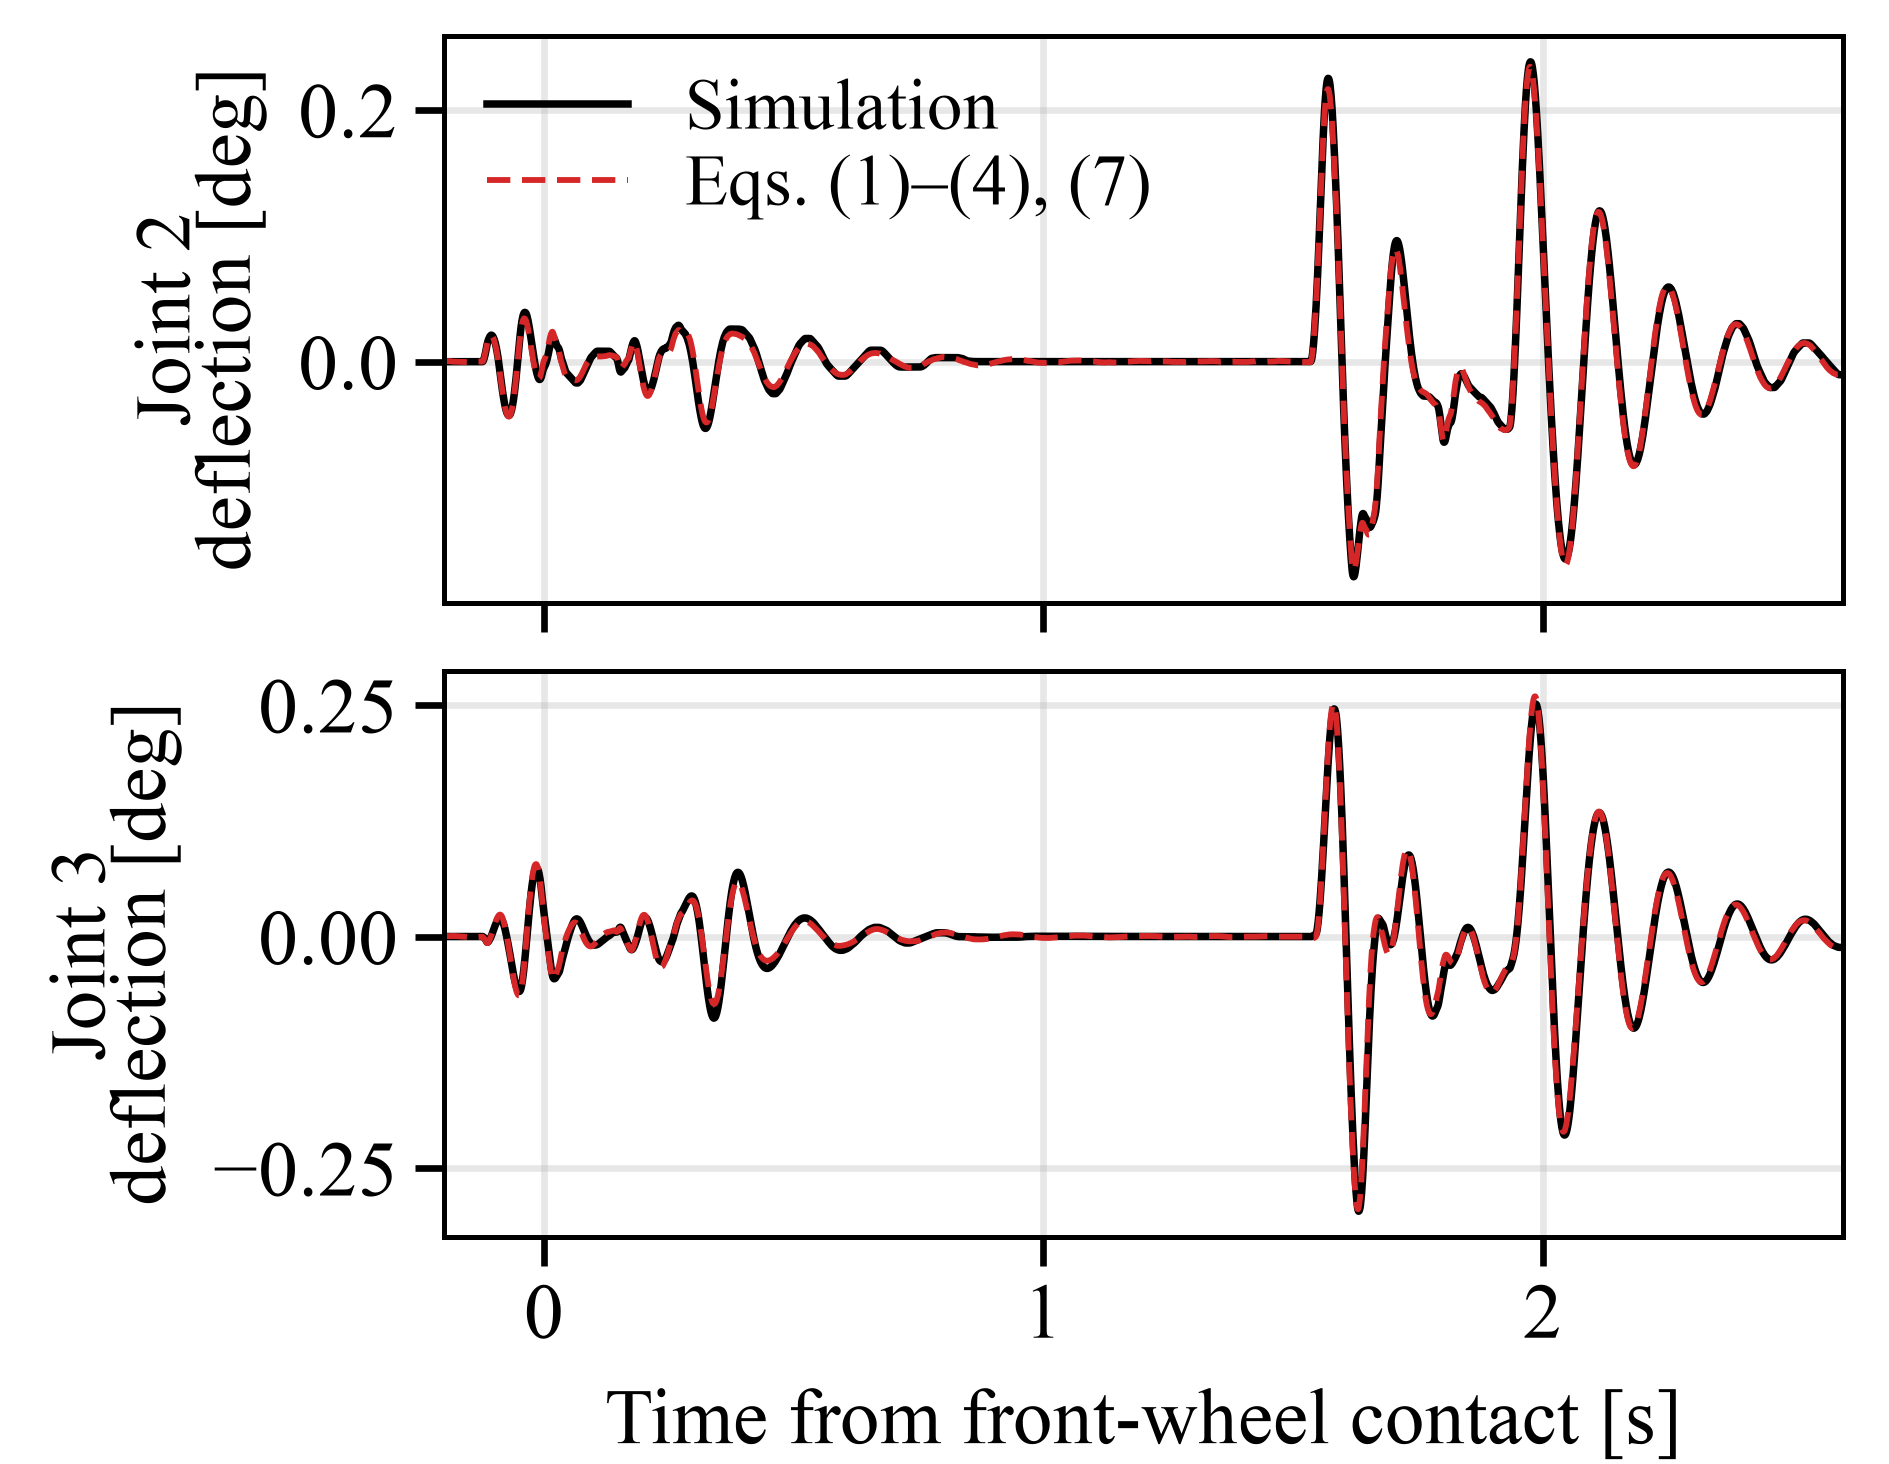 Joint 2
deflection [deg]
0.2
0.0
Simulation
Eqs. (1)–(4), (7)
Joint 3
deflection [deg]
0.25
0.00
−0.25
0
1
2
Time from front-wheel contact [s]